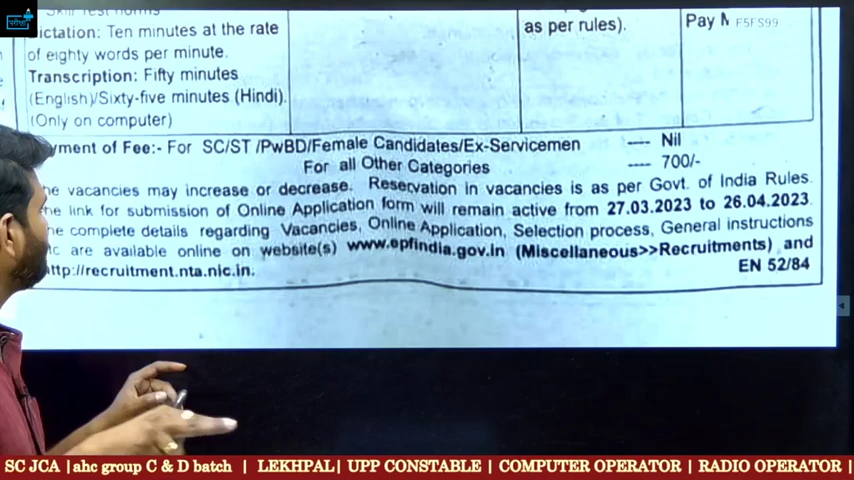 परीक्षा
Skill Test norms
ictation: Ten minutes at the rate
of eighty words per minute.
Transcription: Fifty minutes
(English)/Sixty-five minutes (Hindi).
(Only on computer)
as per rules).
Pay M F5FS99
yment of Fee:- For SC/ST /PwBD/Female Candidates/Ex-Servicemen ---- Nil
For all Other Categories ---- 700/-
he vacancies may increase or decrease. Reservation in vacancies is as per Govt. of India Rules
he link for submission of Online Application form will remain active from 27.03.2023 to 26.04.2023.
he complete details regarding Vacancies, Online Application, Selection process, General instructions
c are available online on website(s) www.epfindia.gov.in (Miscellaneous>>Recruitments) and
ttp://recruitment.nta.nic.in.
EN 52/84
SC JCA |ahc group C & D batch | LEKHPAL| UPP CONSTABLE | COMPUTER OPERATOR | RADIO OPERATOR |